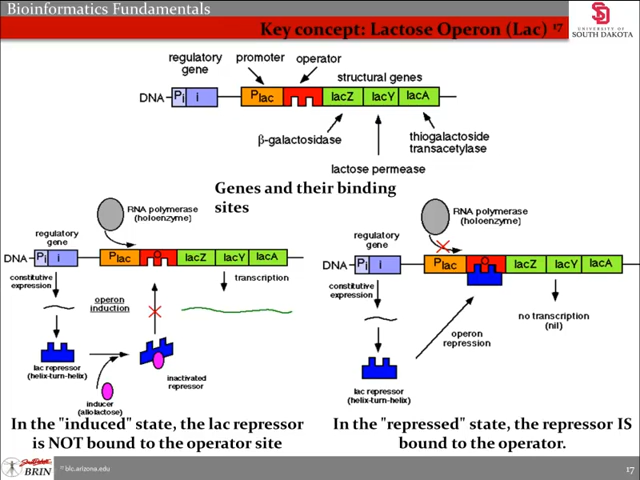 Bioinformatics Fundamentals
Key concept: Lactose Operon (Lac) 17
UNIVERSITY OF
SOUTH DAKOTA
regulatory
gene
promoter
operator
structural genes
DNA
Pi
i
Plac
lacZ
lacY
lacA
β-galactosidase
thiogalactoside
transacetylase
lactose permease
Genes and their binding
sites
RNA polymerase
(holoenzyme)
regulatory
gene
DNA
Pi
i
Plac
O
lacZ
lacY
lacA
constitutive
expression
operon
induction
transcription
lac repressor
(helix-turn-helix)
inactivated
repressor
inducer
(allolactose)
In the "induced" state, the lac repressor
is NOT bound to the operator site
RNA polymerase
(holoenzyme)
regulatory
gene
DNA
Pi
i
Plac
O
lacZ
lacY
lacA
constitutive
expression
no transcription
(nil)
operon
repression
lac repressor
(helix-turn-helix)
In the "repressed" state, the repressor IS
bound to the operator.
BRIN
17 blc.arizona.edu
17